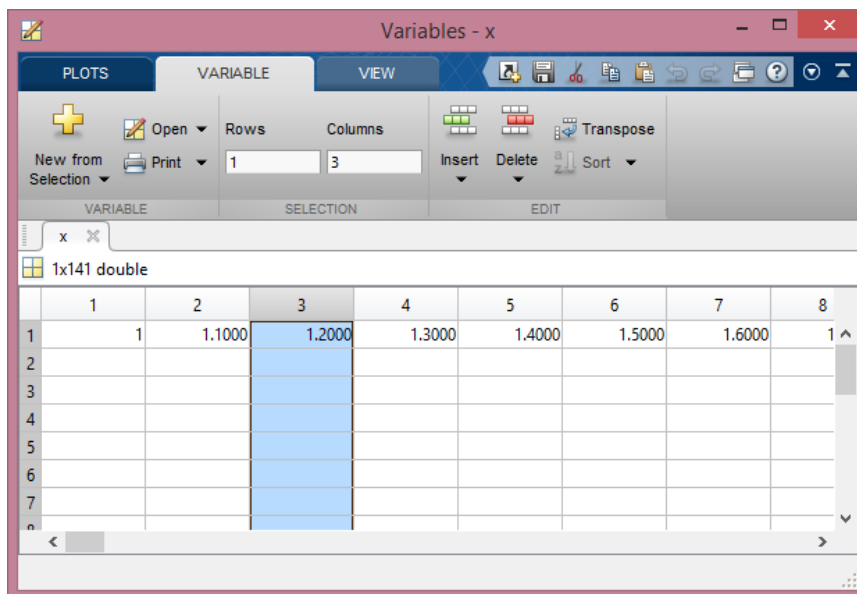 Variables - x
PLOTS VARIABLE VIEW
New from Selection
Open
Print
VARIABLE
Rows Columns
1 3
SELECTION
Insert Delete
Transpose
Sort
EDIT
x
1x141 double
1 2 3 4 5 6 7 8
1 1 1.1000 1.2000 1.3000 1.4000 1.5000 1.6000 1
2
3
4
5
6
7